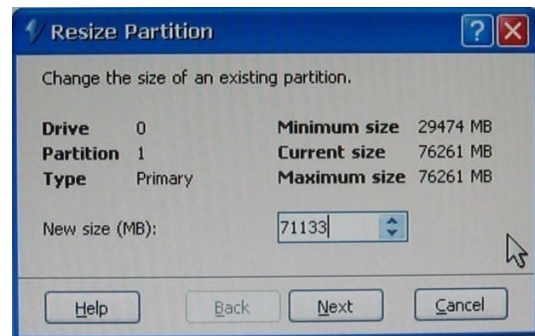 Resize Partition
Change the size of an existing partition.
Drive 0 Minimum size 29474 MB
Partition 1 Current size 76261 MB
Type Primary Maximum size 76261 MB
New size (MB): 71133
Help Back Next Cancel